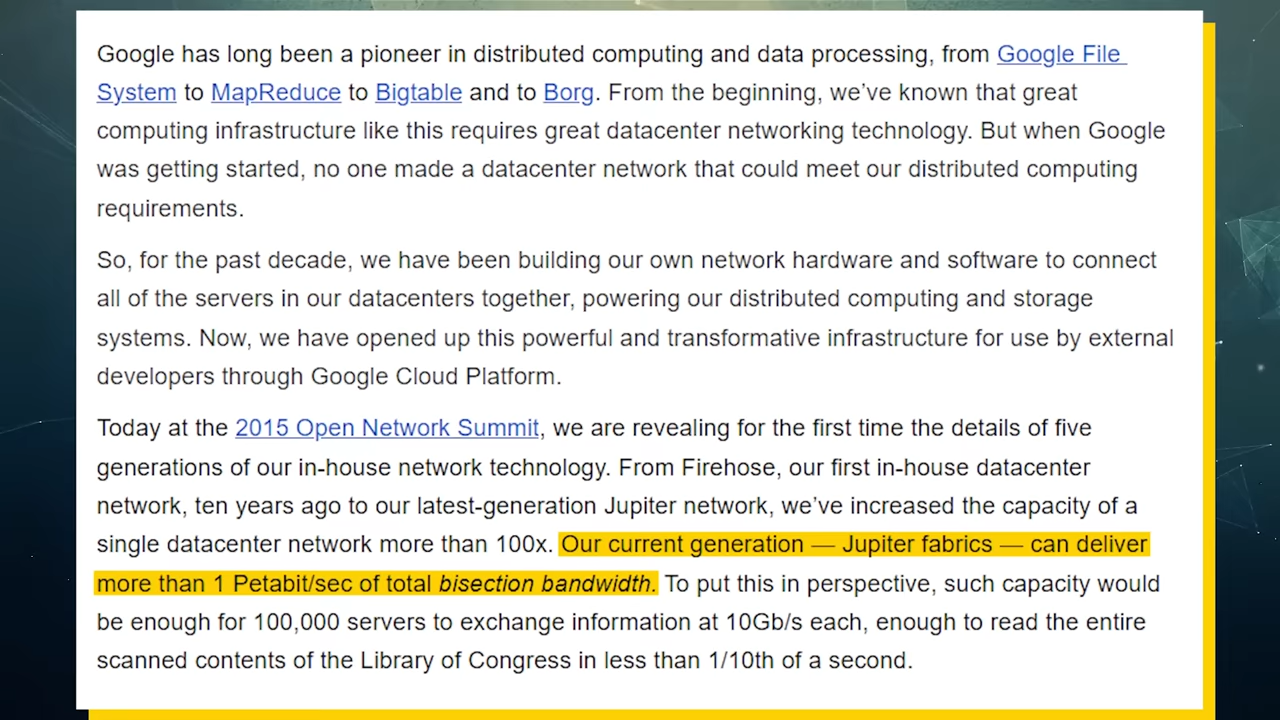 Google has long been a pioneer in distributed computing and data processing, from Google File
System to MapReduce to Bigtable and to Borg. From the beginning, we’ve known that great
computing infrastructure like this requires great datacenter networking technology. But when Google
was getting started, no one made a datacenter network that could meet our distributed computing
requirements.
So, for the past decade, we have been building our own network hardware and software to connect
all of the servers in our datacenters together, powering our distributed computing and storage
systems. Now, we have opened up this powerful and transformative infrastructure for use by external
developers through Google Cloud Platform.
Today at the 2015 Open Network Summit, we are revealing for the first time the details of five
generations of our in-house network technology. From Firehose, our first in-house datacenter
network, ten years ago to our latest-generation Jupiter network, we’ve increased the capacity of a
single datacenter network more than 100x. Our current generation — Jupiter fabrics — can deliver
more than 1 Petabit/sec of total bisection bandwidth. To put this in perspective, such capacity would
be enough for 100,000 servers to exchange information at 10Gb/s each, enough to read the entire
scanned contents of the Library of Congress in less than 1/10th of a second.